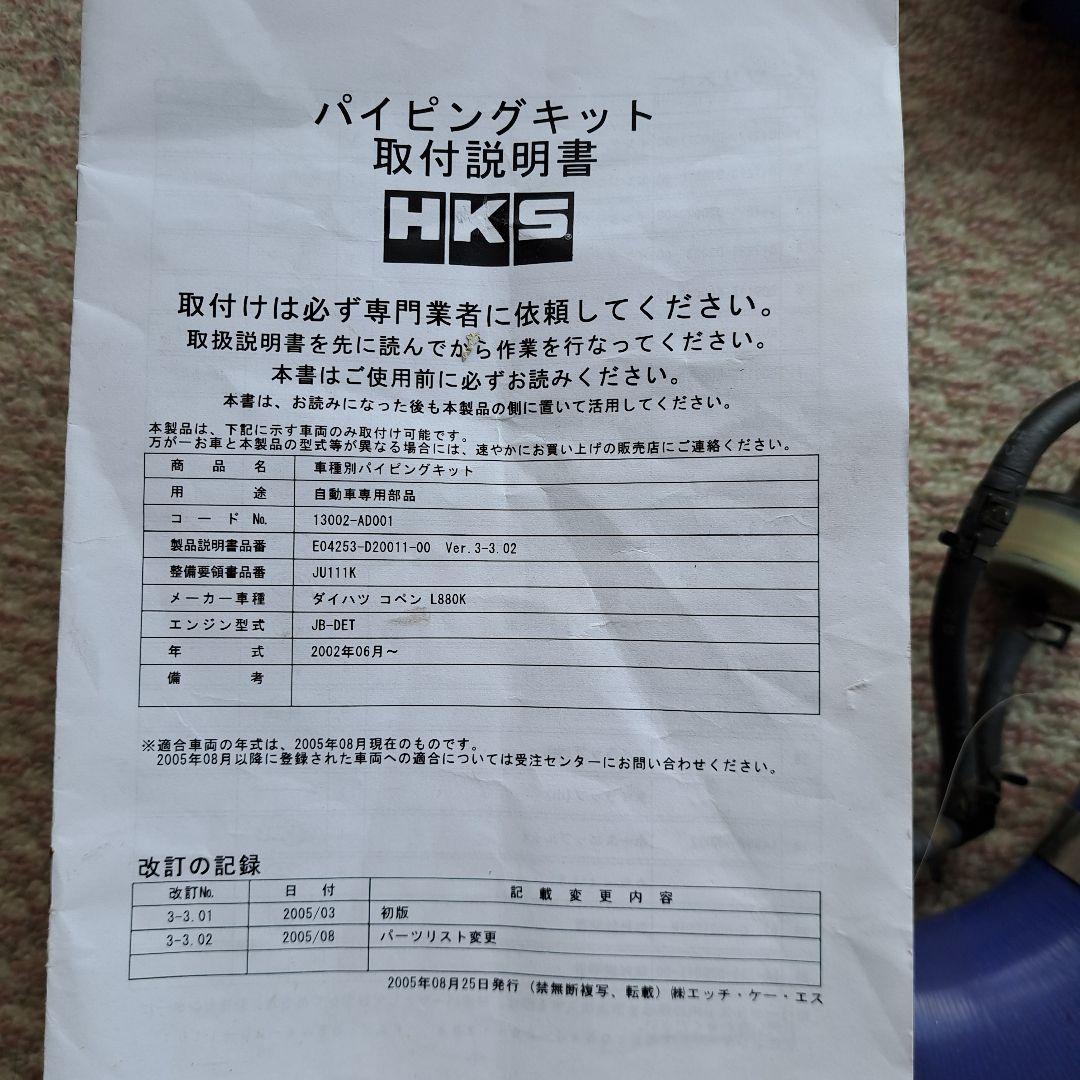 パイピングキット
取付説明書
HKS®
取付けは必ず専門業者に依頼してください。
取扱説明書を先に読んでから作業を行なってください。
本書はご使用前に必ずお読みください。
本書は、お読みになった後も本製品の側に置いて活用してください。
本製品は、下記に示す車両のみ取付け可能です。
万が一お車と本製品の型式等が異なる場合には、速やかにお買い上げの販売店にご連絡ください。
商品名 車種別パイピングキット
用途 自動車専用部品
コードNo. 13002-AD001
製品説明書品番 E04253-D20011-00 Ver.3-3.02
整備要領書品番 JU111K
メーカー車種 ダイハツ コペン L880K
エンジン型式 JB-DET
年式 2002年06月～
備考
※適合車両の年式は、2005年08月現在のものです。
2005年08月以降に登録された車両への適合については受注センターにお問い合わせください。
改訂の記録
改訂No. 日付 記載変更内容
3-3.01 2005/03 初版
3-3.02 2005/08 パーツリスト変更
2005年08月25日発行（禁無断複写、転載）㈱エッチ・ケー・エス